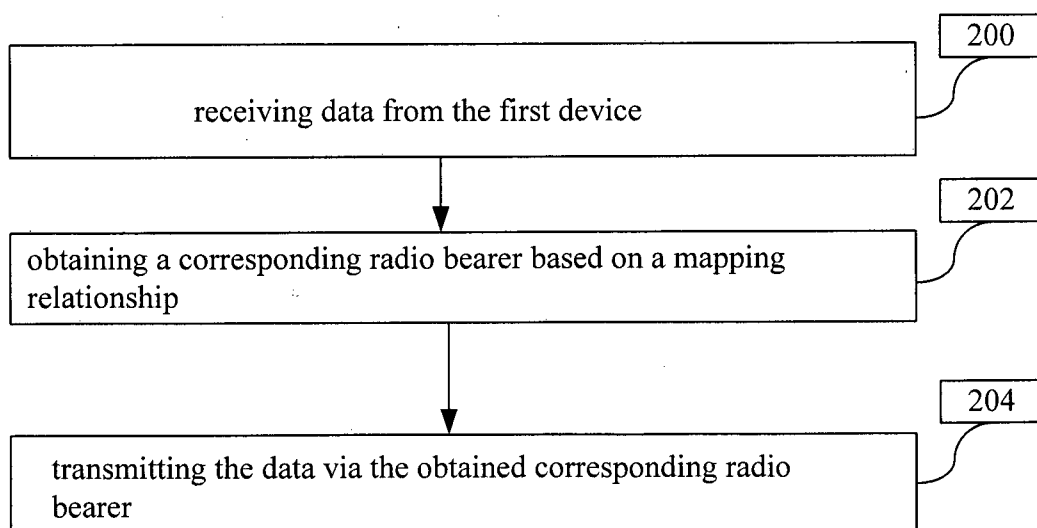 200
receiving data from the first device
202
obtaining a corresponding radio bearer based on a mapping
relationship
204
transmitting the data via the obtained corresponding radio
bearer